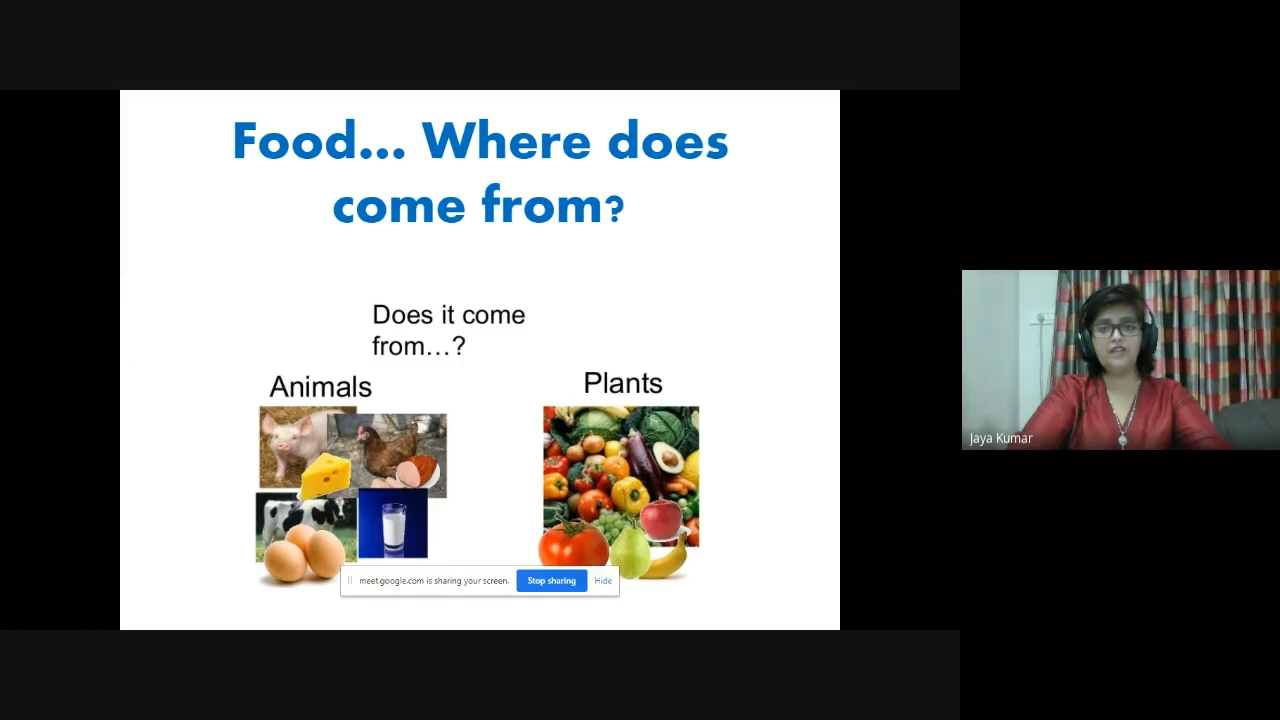 Food... Where does
come from?
Does it come
from...?
Animals
Plants
meet.google.com is sharing your screen.
Stop sharing
Hide
Jaya Kumar